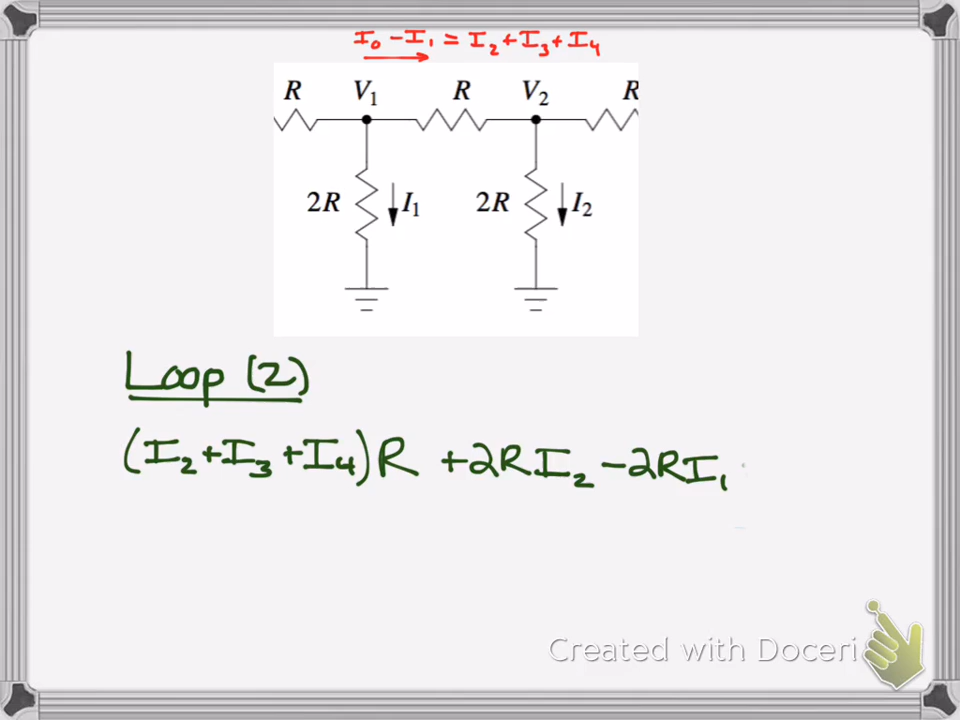 I₀ - I₁ = I₂ + I₃ + I₄
R V₁ R V₂ R
2R I₁ 2R I₂
Loop (2)
(I₂ + I₃ + I₄)R + 2RI₂ - 2RI₁
Created with Doceri